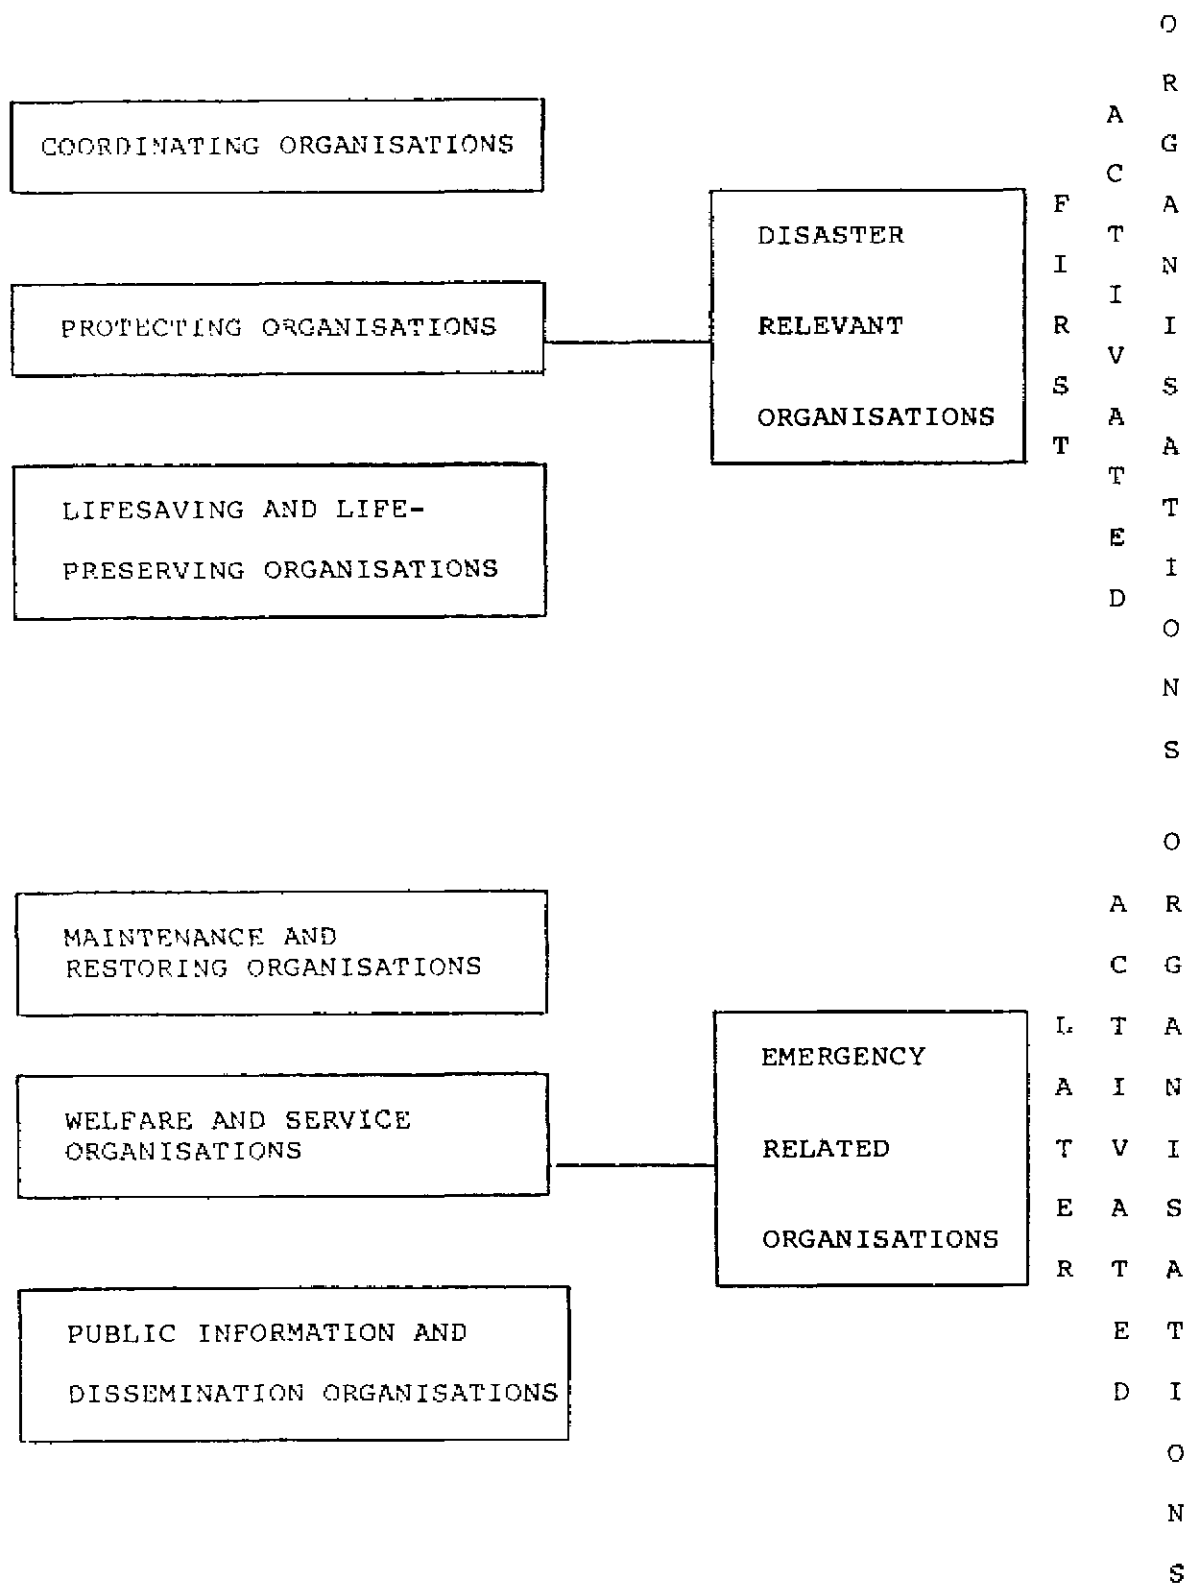 COORDINATING ORGANISATIONS
PROTECTING ORGANISATIONS
LIFESAVING AND LIFE-
PRESERVING ORGANISATIONS
DISASTER
RELEVANT
ORGANISATIONS
FIRST
ACTIVATED
ORGANISATIONS
MAINTENANCE AND
RESTORING ORGANISATIONS
WELFARE AND SERVICE
ORGANISATIONS
PUBLIC INFORMATION AND
DISSEMINATION ORGANISATIONS
EMERGENCY
RELATED
ORGANISATIONS
LATER
ACTIVATED
ORGANISATIONS